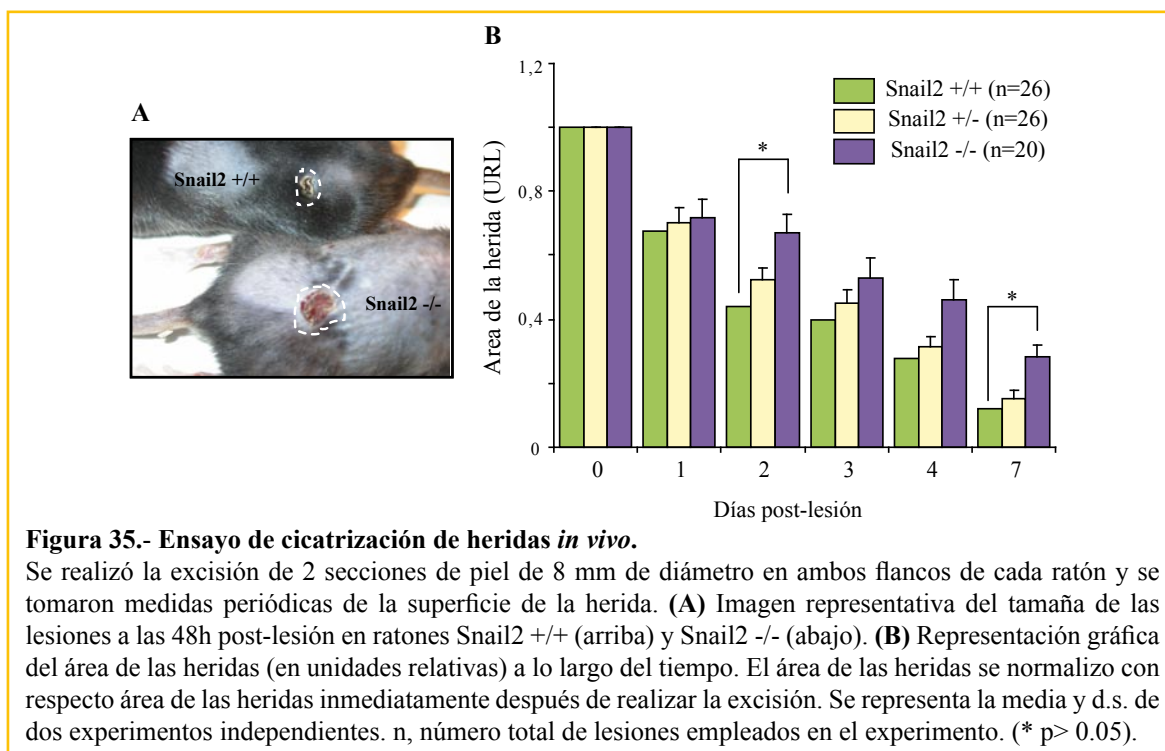 B
1,2
Snail2 +/+ (n=26)
Snail2 +/- (n=26)
Snail2 -/- (n=20)
A
Snail2 +/+
Snail2 -/-
*
*
0,8
0,4
0
Area de la herida (URL)
0 1 2 3 4 7
Días post-lesión
Figura 35.- Ensayo de cicatrización de heridas in vivo.
Se realizó la excisión de 2 secciones de piel de 8 mm de diámetro en ambos flancos de cada ratón y se
tomaron medidas periódicas de la superficie de la herida. (A) Imagen representativa del tamaña de las
lesiones a las 48h post-lesión en ratones Snail2 +/+ (arriba) y Snail2 -/- (abajo). (B) Representación gráfica
del área de las heridas (en unidades relativas) a lo largo del tiempo. El área de las heridas se normalizo con
respecto área de las heridas inmediatamente después de realizar la excisión. Se representa la media y d.s. de
dos experimentos independientes. n, número total de lesiones empleados en el experimento. (* p> 0.05).